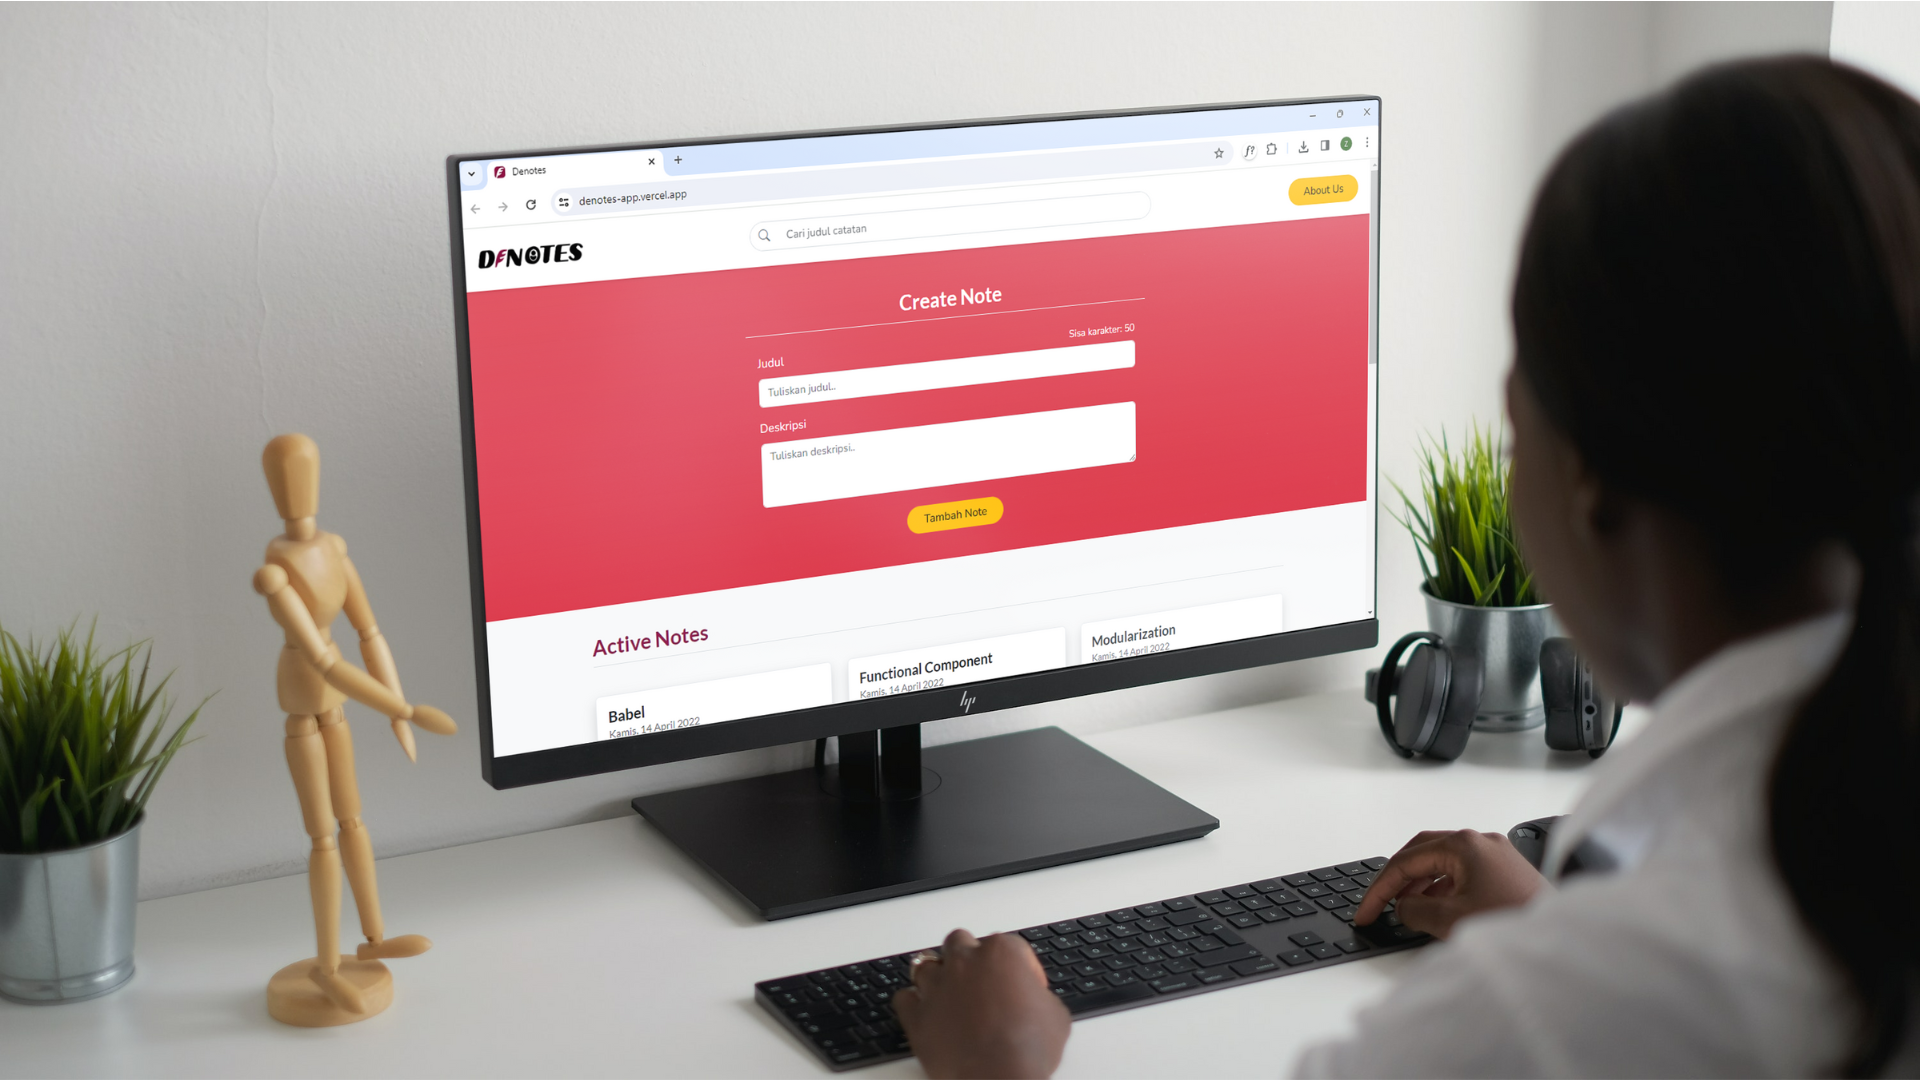 Denotes
denotes-app.vercel.app
DENOTES
Cari judul catatan
About Us
Create Note
Sisa karakter: 50
Judul
Tuliskan judul..
Deskripsi
Tuliskan deskripsi..
Tambah Note
Active Notes
Babel
Kamis, 14 April 2022
Functional Component
Kamis, 14 April 2022
Modularization
Kamis, 14 April 2022
hp